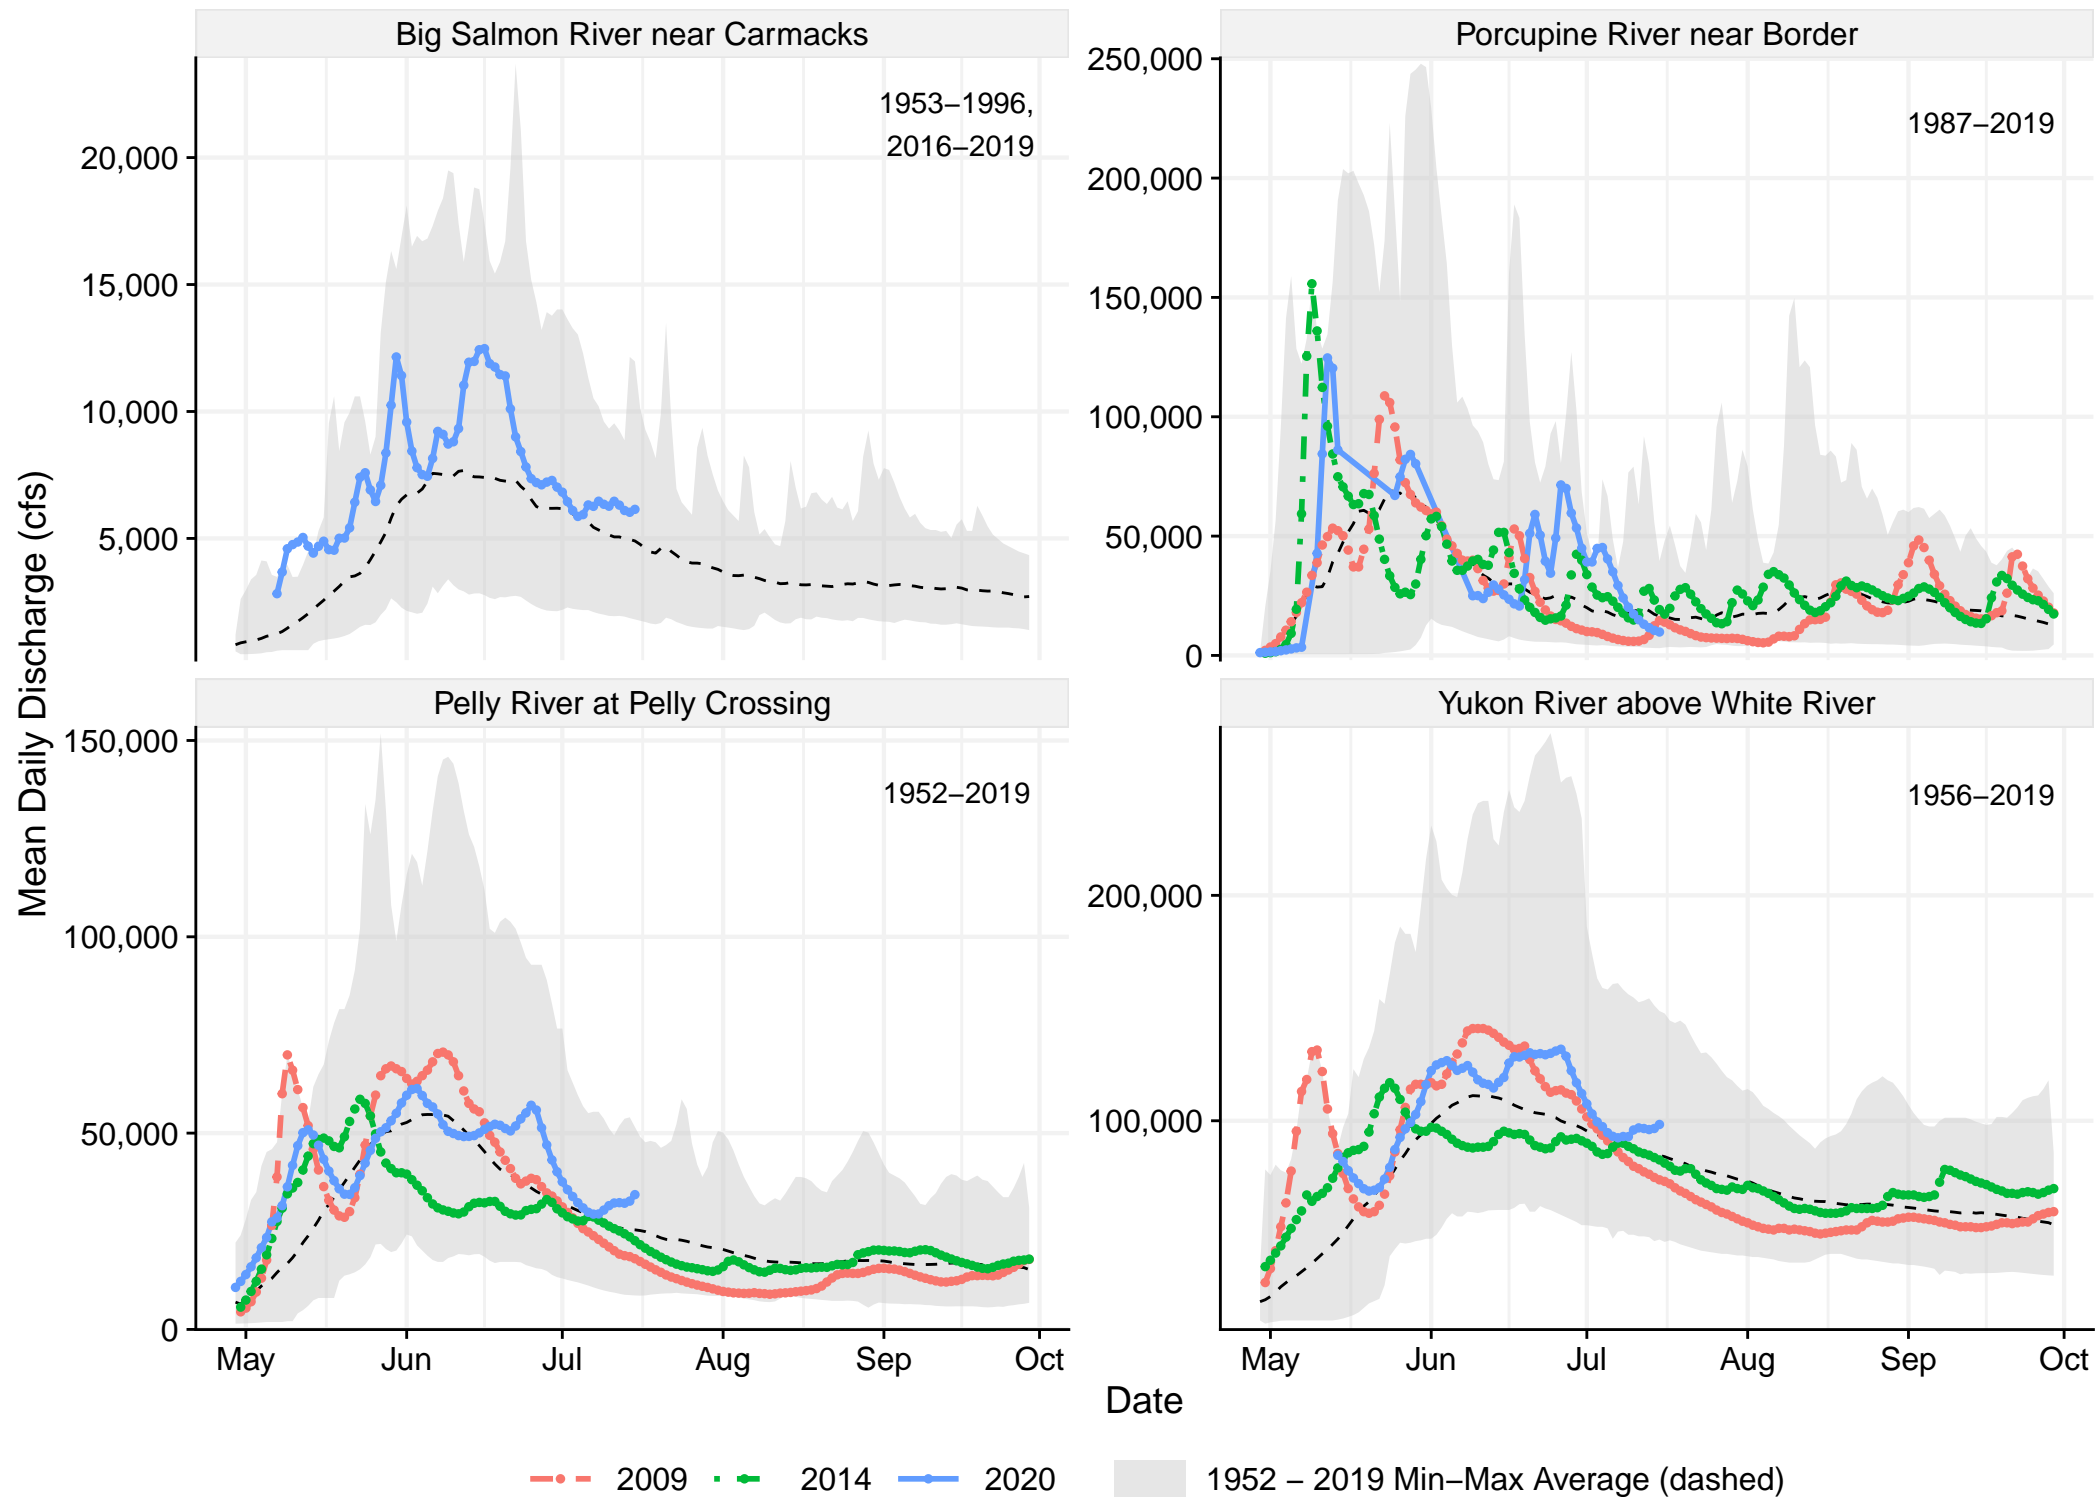 Big Salmon River near Carmacks
1953–1996,
2016–2019
20,000
15,000
10,000
5,000
Porcupine River near Border
1987–2019
250,000
200,000
150,000
100,000
50,000
0
Mean Daily Discharge (cfs)
Pelly River at Pelly Crossing
1952–2019
150,000
100,000
50,000
0
May Jun Jul Aug Sep Oct
Yukon River above White River
1956–2019
200,000
100,000
May Jun Jul Aug Sep Oct
Date
2009 2014 2020 1952 – 2019 Min–Max Average (dashed)